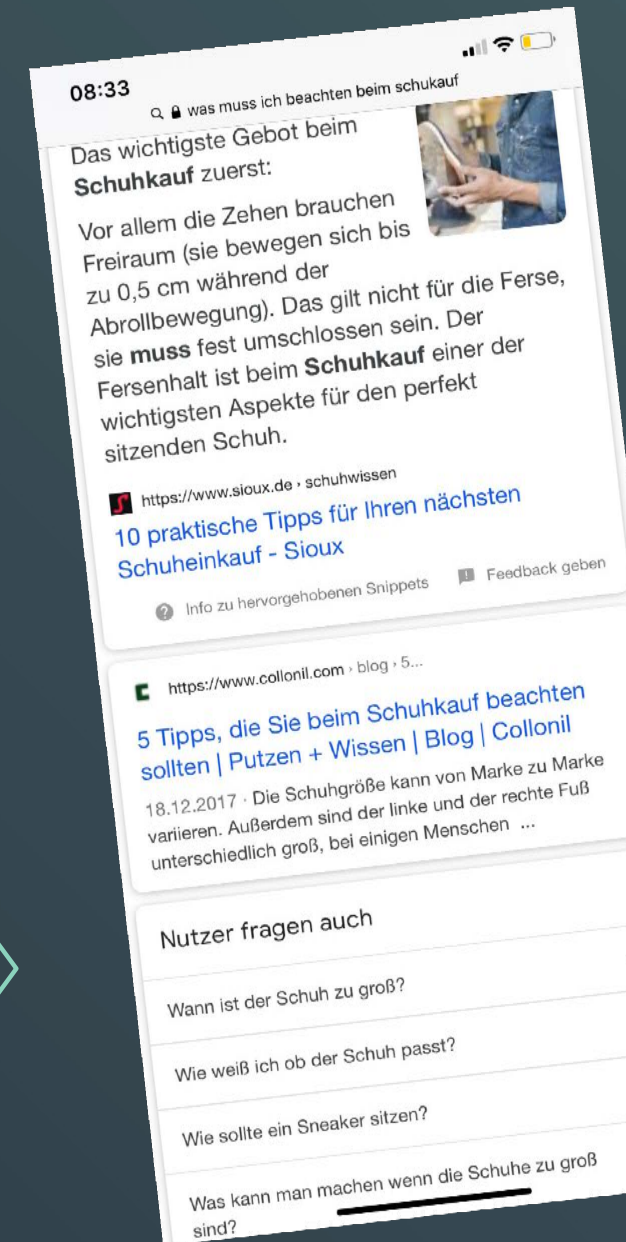 08:33
was muss ich beachten beim schukauf
Das wichtigste Gebot beim
Schuhkauf zuerst:
Vor allem die Zehen brauchen
Freiraum (sie bewegen sich bis
zu 0,5 cm während der
Abrollbewegung). Das gilt nicht für die Ferse,
sie muss fest umschlossen sein. Der
Fersenhalt ist beim Schuhkauf einer der
wichtigsten Aspekte für den perfekt
sitzenden Schuh.
https://www.sioux.de › schuhwissen
10 praktische Tipps für Ihren nächsten
Schuheinkauf - Sioux
Info zu hervorgehobenen Snippets
Feedback geben
https://www.collonil.com › blog › 5...
5 Tipps, die Sie beim Schuhkauf beachten
sollten | Putzen + Wissen | Blog | Collonil
18.12.2017 · Die Schuhgröße kann von Marke zu Marke
variieren. Außerdem sind der linke und der rechte Fuß
unterschiedlich groß, bei einigen Menschen ...
Nutzer fragen auch
Wann ist der Schuh zu groß?
Wie weiß ich ob der Schuh passt?
Wie sollte ein Sneaker sitzen?
Was kann man machen wenn die Schuhe zu groß
sind?